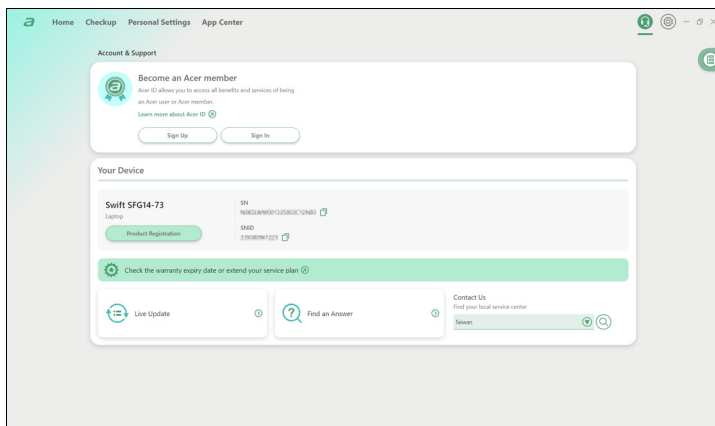 a Home Checkup Personal Settings App Center
Account & Support
Become an Acer member
Acer ID allows you to access all benefits and services of being
an Acer user or Acer member.
Learn more about Acer ID
Sign Up Sign In
Your Device
Swift SFG14-73
Laptop
Product Registration
SN
SNID
Check the warranty expiry date or extend your service plan
Live Update
Find an Answer
Contact Us
Find your local service center
Taiwan